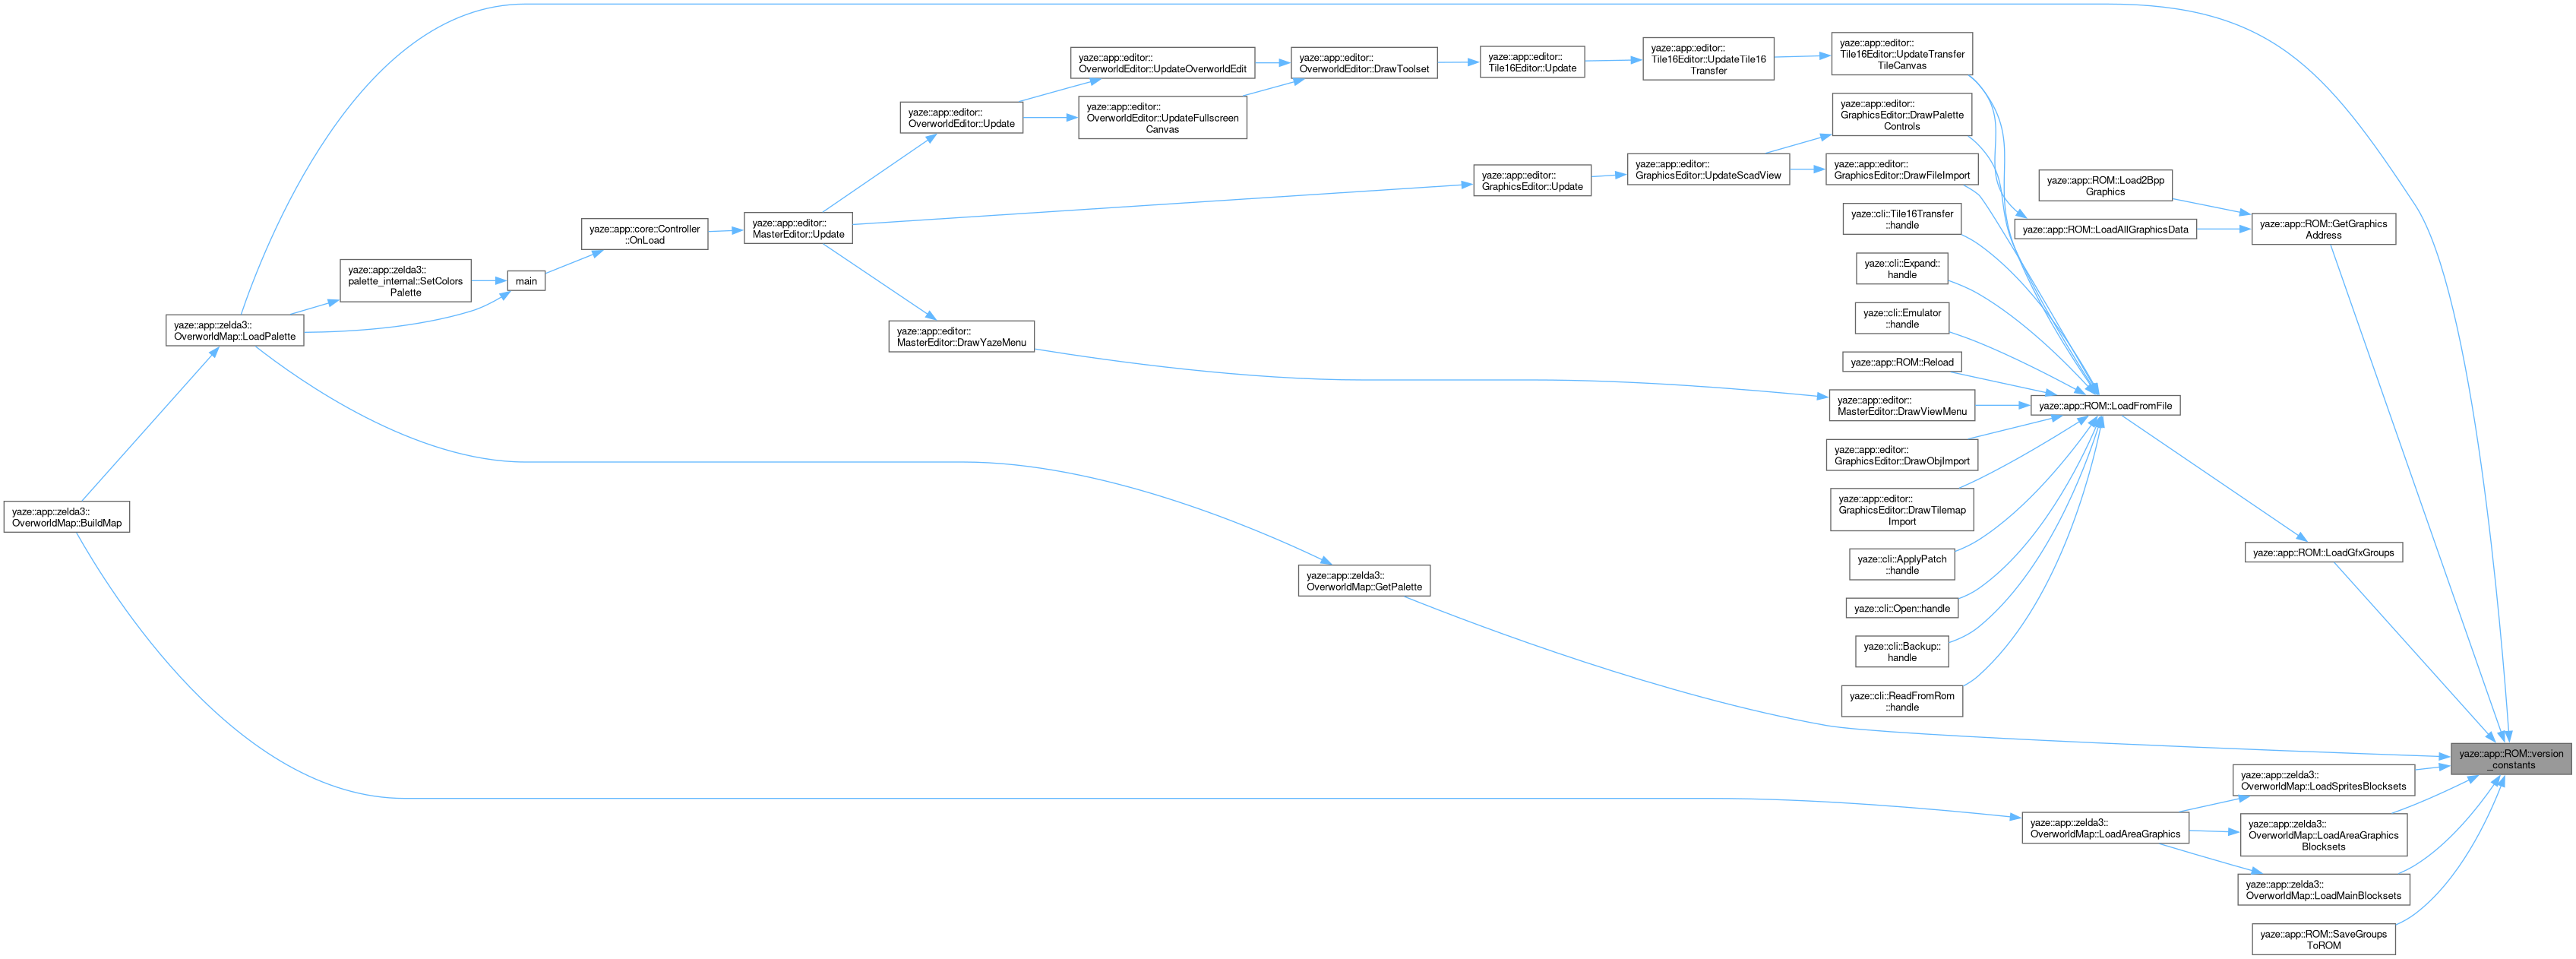 yaze::app::editor::
Tile16Editor::UpdateTransfer
TileCanvas
yaze::app::editor::
Tile16Editor::UpdateTile16
Transfer
yaze::app::editor::
OverworldEditor::UpdateOverworldEdit
yaze::app::editor::
OverworldEditor::DrawToolset
yaze::app::editor::
Tile16Editor::Update
yaze::app::editor::
OverworldEditor::Update
yaze::app::editor::
OverworldEditor::UpdateFullscreen
Canvas
yaze::app::editor::
GraphicsEditor::DrawPalette
Controls
yaze::app::editor::
GraphicsEditor::Update
yaze::app::editor::
GraphicsEditor::UpdateScadView
yaze::app::editor::
GraphicsEditor::DrawFileImport
yaze::app::ROM::Load2Bpp
Graphics
yaze::app::core::Controller
::OnLoad
yaze::app::editor::
MasterEditor::Update
yaze::cli::Tile16Transfer
::handle
yaze::app::ROM::LoadAllGraphicsData
yaze::app::ROM::GetGraphics
Address
yaze::app::zelda3::
palette_internal::SetColors
Palette
main
yaze::cli::Expand::
handle
yaze::app::zelda3::
OverworldMap::LoadPalette
yaze::app::editor::
MasterEditor::DrawYazeMenu
yaze::cli::Emulator
::handle
yaze::app::ROM::Reload
yaze::app::editor::
MasterEditor::DrawViewMenu
yaze::app::ROM::LoadFromFile
yaze::app::editor::
GraphicsEditor::DrawObjImport
yaze::app::zelda3::
OverworldMap::BuildMap
yaze::app::editor::
GraphicsEditor::DrawTilemap
Import
yaze::app::zelda3::
OverworldMap::GetPalette
yaze::cli::ApplyPatch
::handle
yaze::app::ROM::LoadGfxGroups
yaze::cli::Open::handle
yaze::cli::Backup::
handle
yaze::cli::ReadFromRom
::handle
yaze::app::ROM::version
_constants
yaze::app::zelda3::
OverworldMap::LoadSpritesBlocksets
yaze::app::zelda3::
OverworldMap::LoadAreaGraphics
yaze::app::zelda3::
OverworldMap::LoadAreaGraphics
Blocksets
yaze::app::zelda3::
OverworldMap::LoadMainBlocksets
yaze::app::ROM::SaveGroups
ToROM